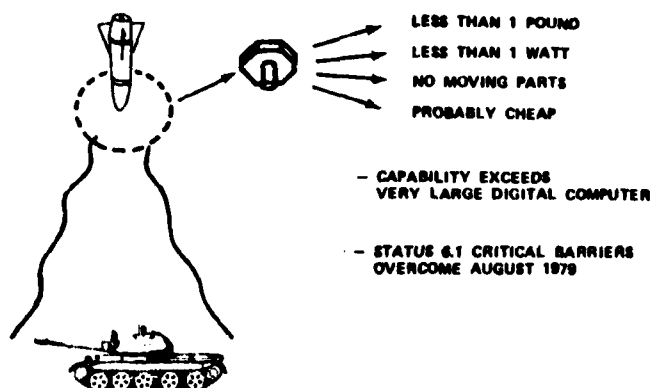 LESS THAN 1 POUND
LESS THAN 1 WATT
NO MOVING PARTS
PROBABLY CHEAP
– CAPABILITY EXCEEDS
VERY LARGE DIGITAL COMPUTER
– STATUS 6.1 CRITICAL BARRIERS
OVERCOME AUGUST 1979